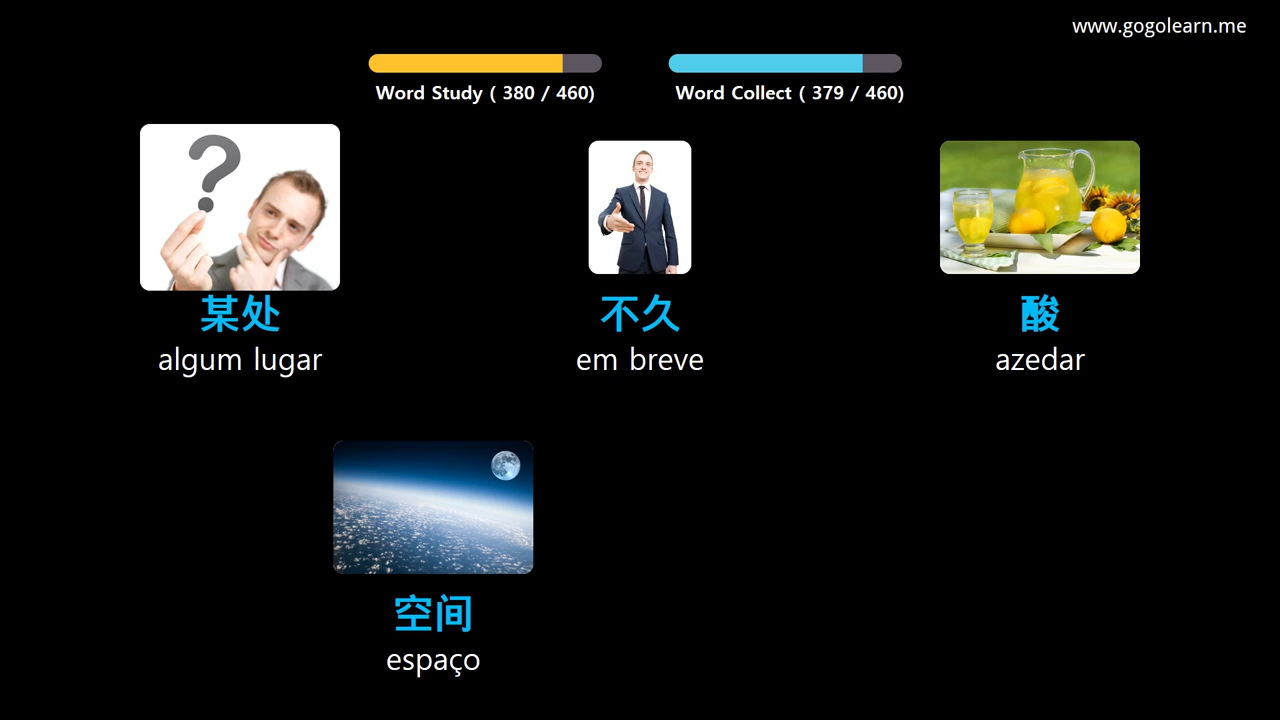 www.gogolearn.me
Word Study ( 380 / 460)
Word Collect ( 379 / 460)
某处
algum lugar
不久
em breve
酸
azedar
空间
espaço